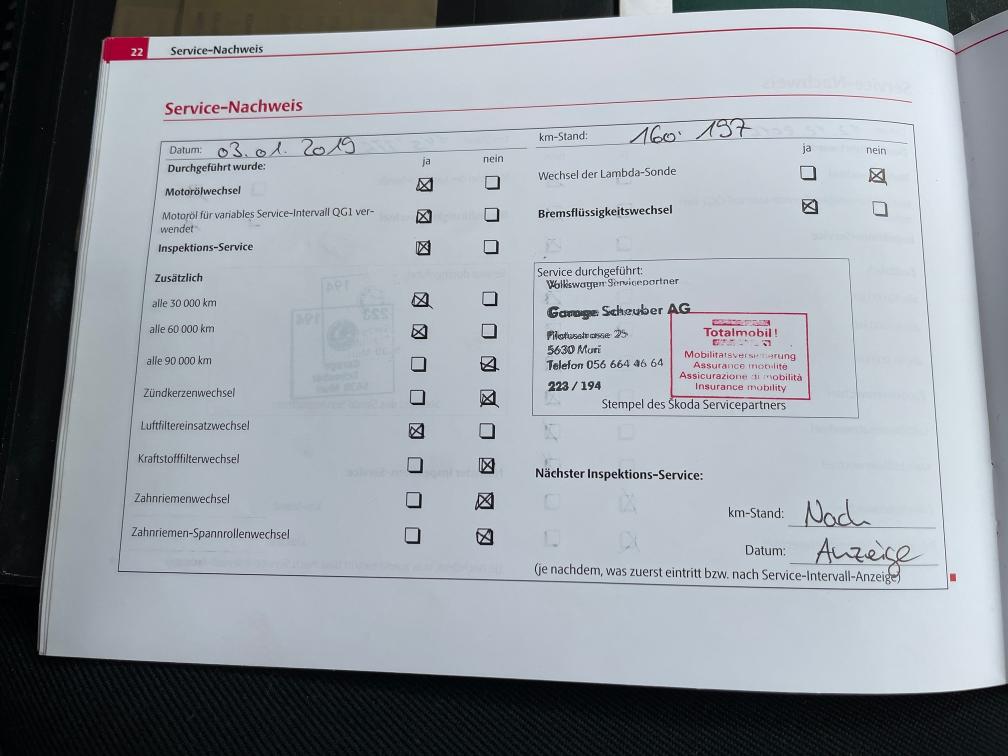 22 Service-Nachweis
Service-Nachweis
Datum: 03.01.2019
km-Stand: 160.197
ja nein
ja nein
Durchgeführt wurde:
Motorölwechsel
Motoröl für variables Service-Intervall QG1 ver-
wendet
Inspektions-Service
Zusätzlich
alle 30 000 km
alle 60 000 km
alle 90 000 km
Zündkerzenwechsel
Luftfiltereinsatzwechsel
Kraftstofffilterwechsel
Zahnriemenwechsel
Zahnriemen-Spannrollenwechsel
Wechsel der Lambda-Sonde
Bremsflüssigkeitswechsel
Service durchgeführt:
Volkswagen Servicepartner
Garage Scheuber AG
Pilatusstrasse 25
5630 Muri
Telefon 056 664 46 64
223 / 194
Totalmobil!
Mobilitätsversicherung
Assurance mobilité
Assicurazione di mobilità
Insurance mobility
Stempel des Škoda Servicepartners
Nächster Inspektions-Service:
km-Stand: Nach
Datum: Anzeige
(je nachdem, was zuerst eintritt bzw. nach Service-Intervall-Anzeige)